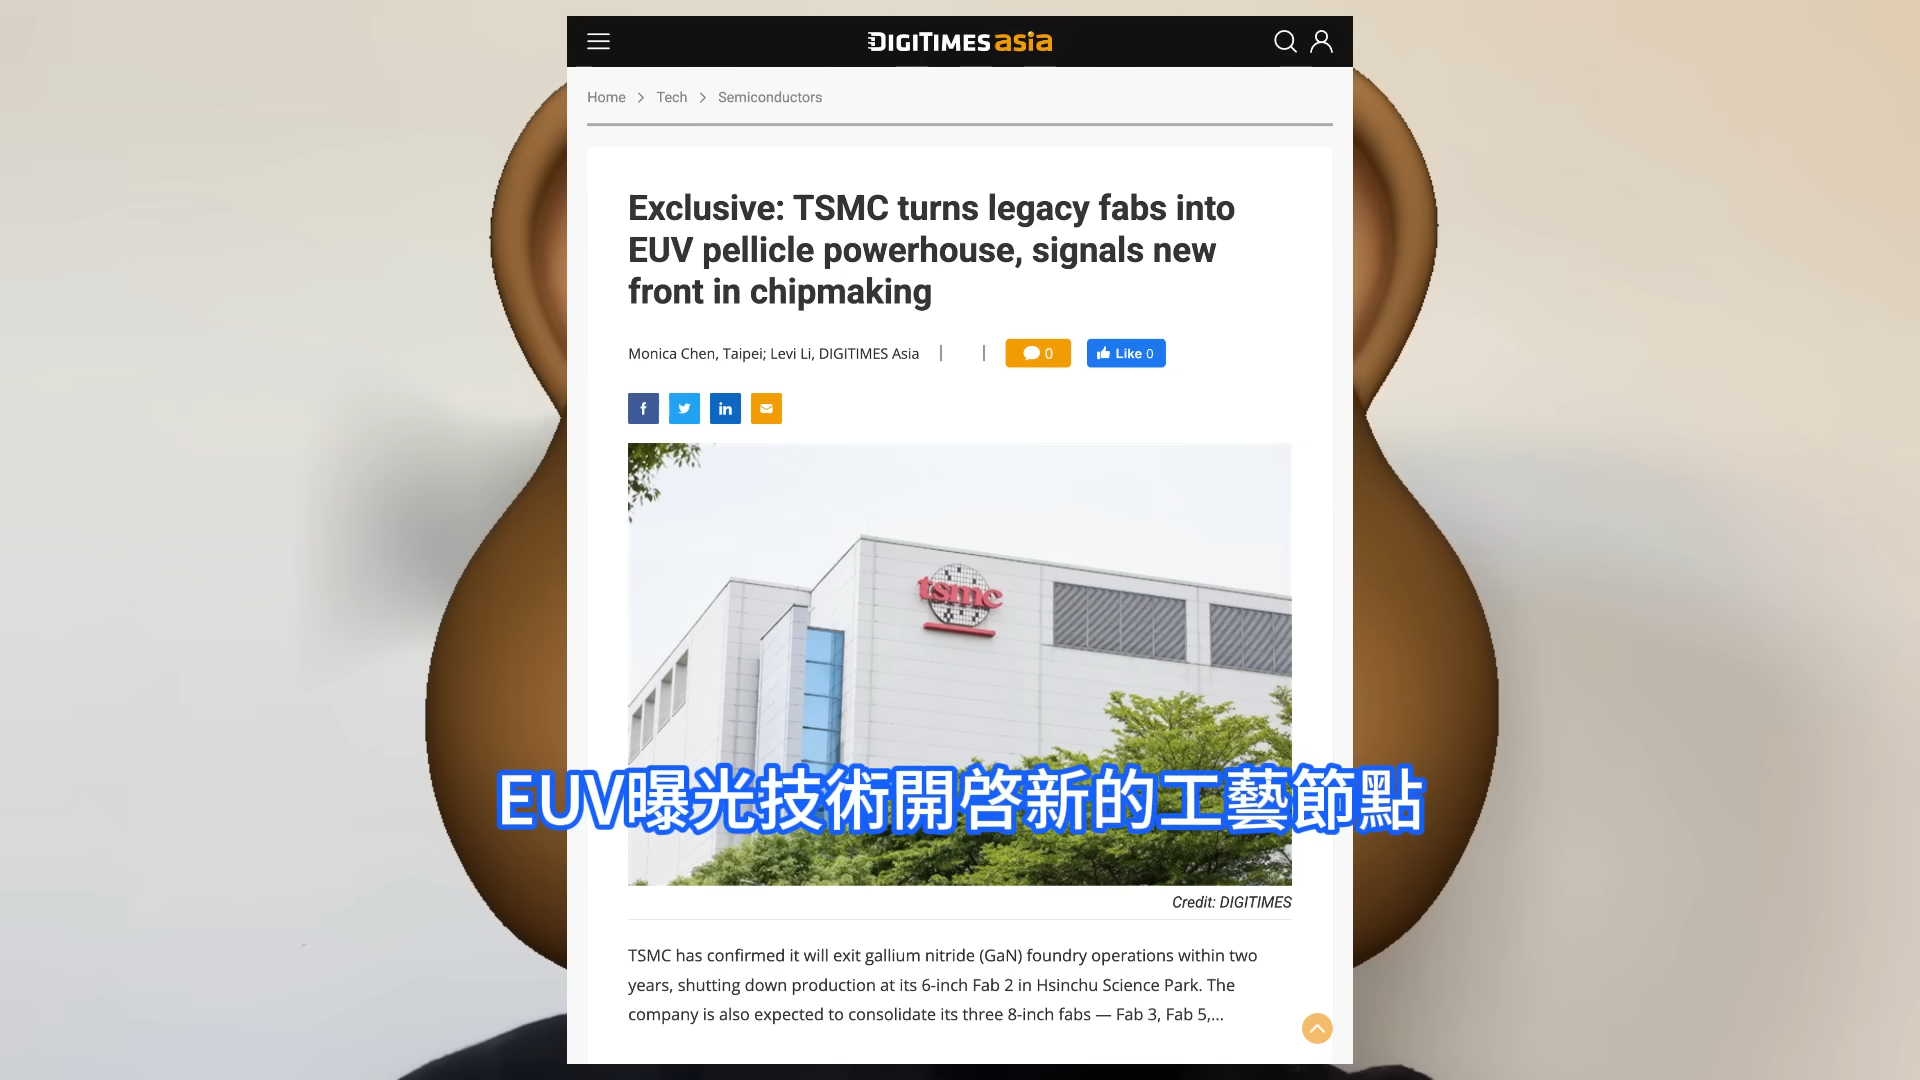 DIGITIMES asia
Home > Tech > Semiconductors
Exclusive: TSMC turns legacy fabs into
EUV pellicle powerhouse, signals new
front in chipmaking
Monica Chen, Taipei; Levi Li, DIGITIMES Asia | | 0 Like 0
tsmc
EUV曝光技術開啓新的工藝節點
Credit: DIGITIMES
TSMC has confirmed it will exit gallium nitride (GaN) foundry operations within two
years, shutting down production at its 6-inch Fab 2 in Hsinchu Science Park. The
company is also expected to consolidate its three 8-inch fabs — Fab 3, Fab 5,...